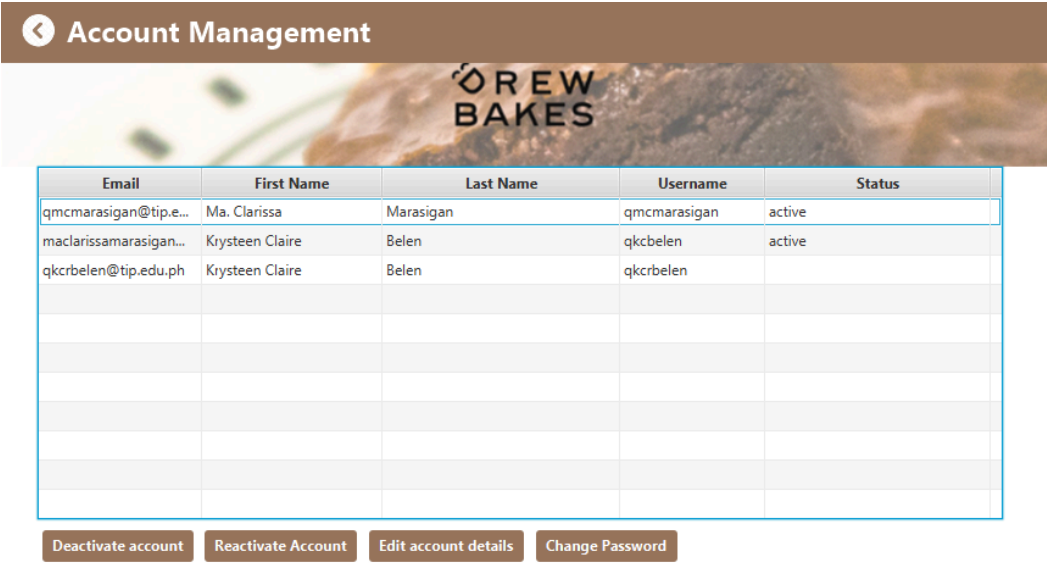 Account Management
DREW
BAKES
Email First Name Last Name Username Status
qmcmarasigan@tip.e... Ma. Clarissa Marasigan qmcmarasigan active
maclarissamarasigan... Krysteen Claire Belen qkcbelen active
qkcrbelen@tip.edu.ph Krysteen Claire Belen qkcrbelen
Deactivate account Reactivate Account Edit account details Change Password